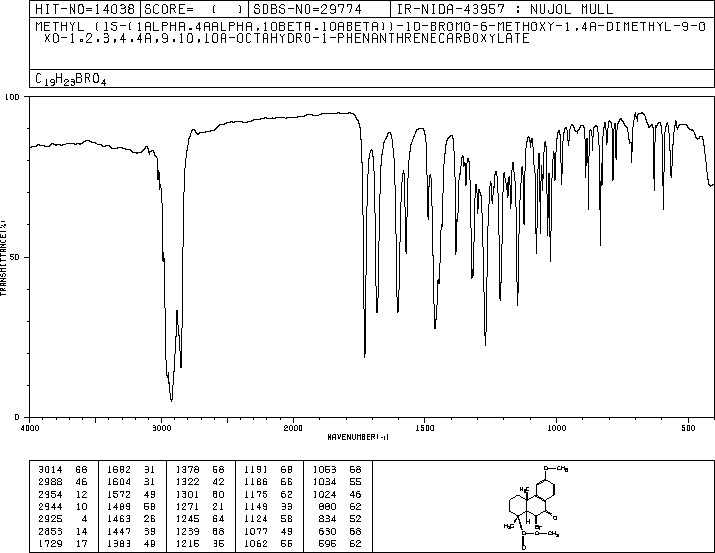 HIT-NO=14038 SCORE= ( ) SDBS-NO=29774 IR-NIDA-43957 : NUJOL MULL
METHYL (1S-(1ALPHA,4AALPHA,10BETA,10ABETA))-10-BROMO-6-METHOXY-1,4A-DIMETHYL-9-O
XO-1,2,3,4,4A,9,10,10A-OCTAHYDRO-1-PHENANTHRENECARBOXYLATE
C19H23BRO4
100
50
0
TRANSMITTANCE(%)
4000 3000 2000 1500 1000 500
WAVENUMBER(-1)
3014 66 1682 31 1378 58 1191 68 1053 58
2988 46 1604 31 1322 42 1186 66 1034 55
2954 12 1572 49 1301 60 1175 62 1024 46
2944 10 1489 58 1271 21 1149 33 880 62
2925 4 1463 26 1245 64 1124 58 834 52
2853 14 1447 39 1239 68 1077 49 630 68
1729 17 1383 49 1215 35 1062 55 595 62
O CH3
H3C
O
H
Br
H3C
O CH3
O